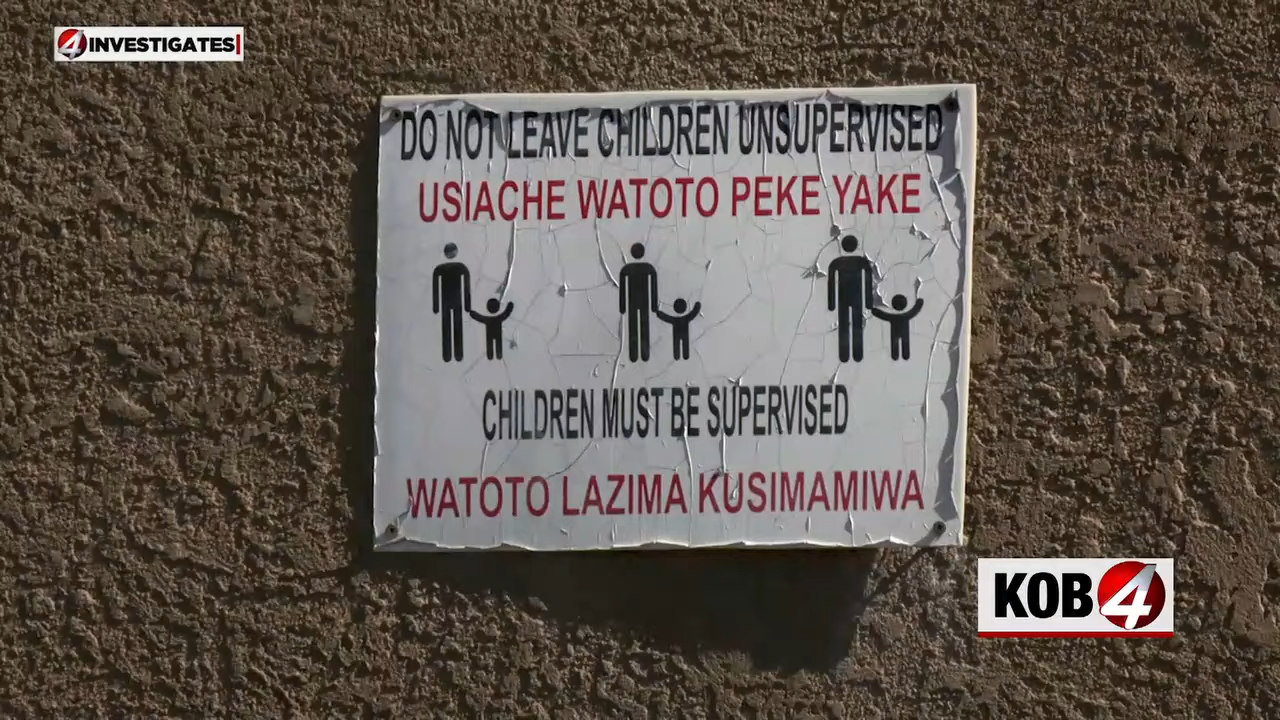 4 INVESTIGATES
DO NOT LEAVE CHILDREN UNSUPERVISED
USIACHE WATOTO PEKE YAKE
CHILDREN MUST BE SUPERVISED
WATOTO LAZIMA KUSIMAMIWA
KOB 4